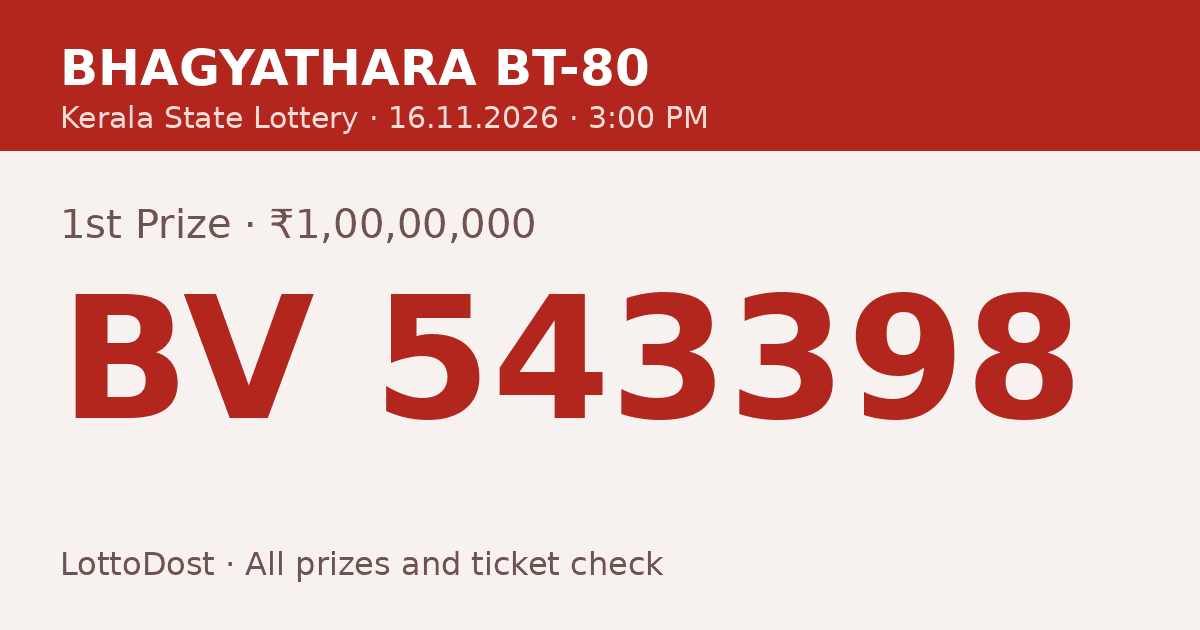 BHAGYATHARA BT-80
Kerala State Lottery · 16.11.2026 · 3:00 PM
1st Prize · ₹1,00,00,000
BV 543398
LottoDost · All prizes and ticket check